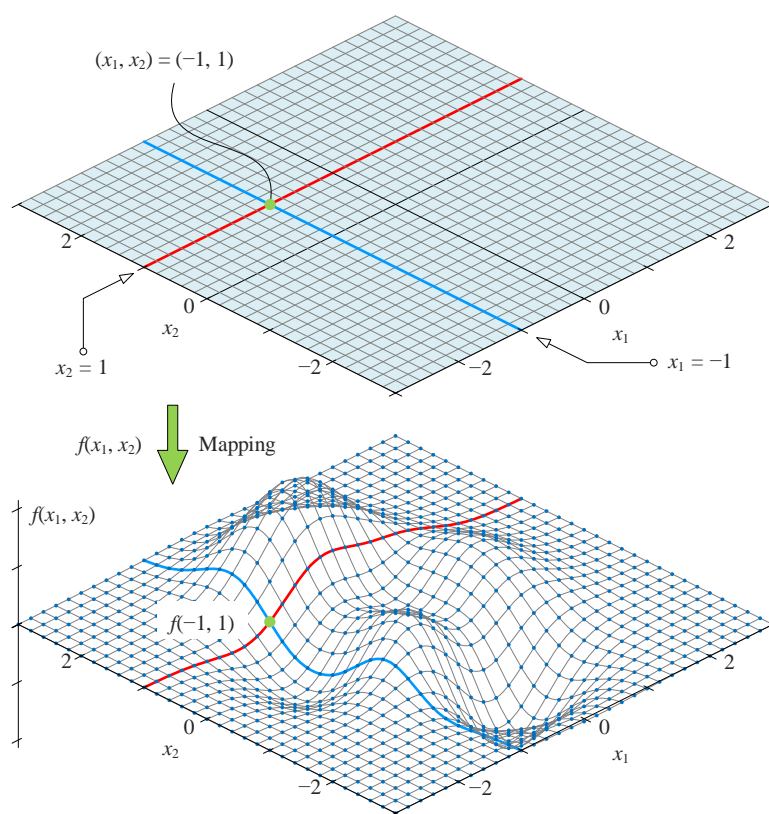 (x₁, x₂) = (−1, 1)
2
2
0
0
x₂
x₁
x₂ = 1
−2
−2
x₁ = −1
f(x₁, x₂)
Mapping
f(x₁, x₂)
f(−1, 1)
2
2
0
0
x₂
x₁
−2
−2